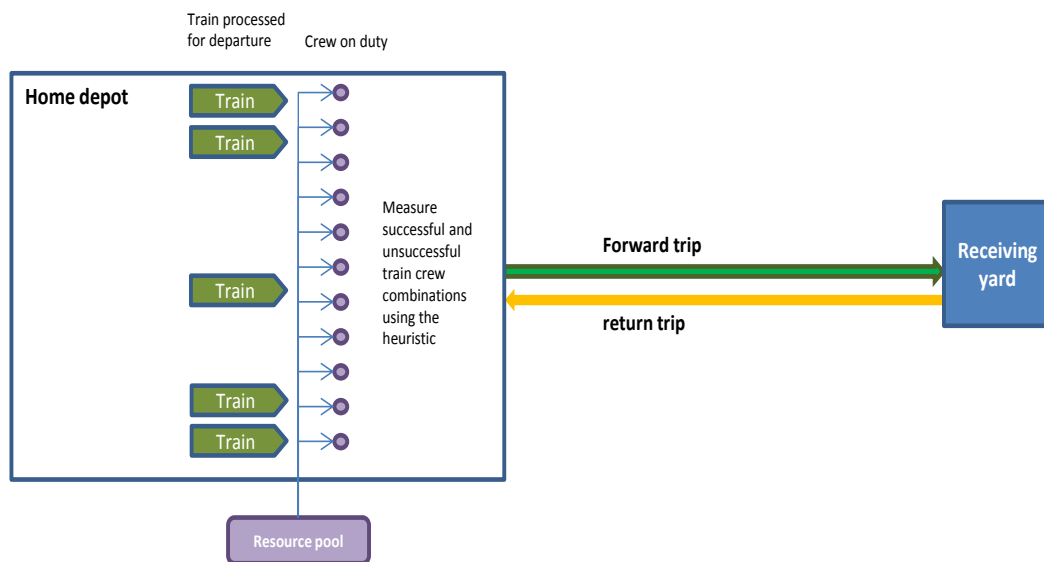 Train processed
for departure
Crew on duty
Home depot
Train
Train
Train
Train
Train
Measure
successful and
unsuccessful
train crew
combinations
using the
heuristic
Forward trip
return trip
Receiving
yard
Resource pool